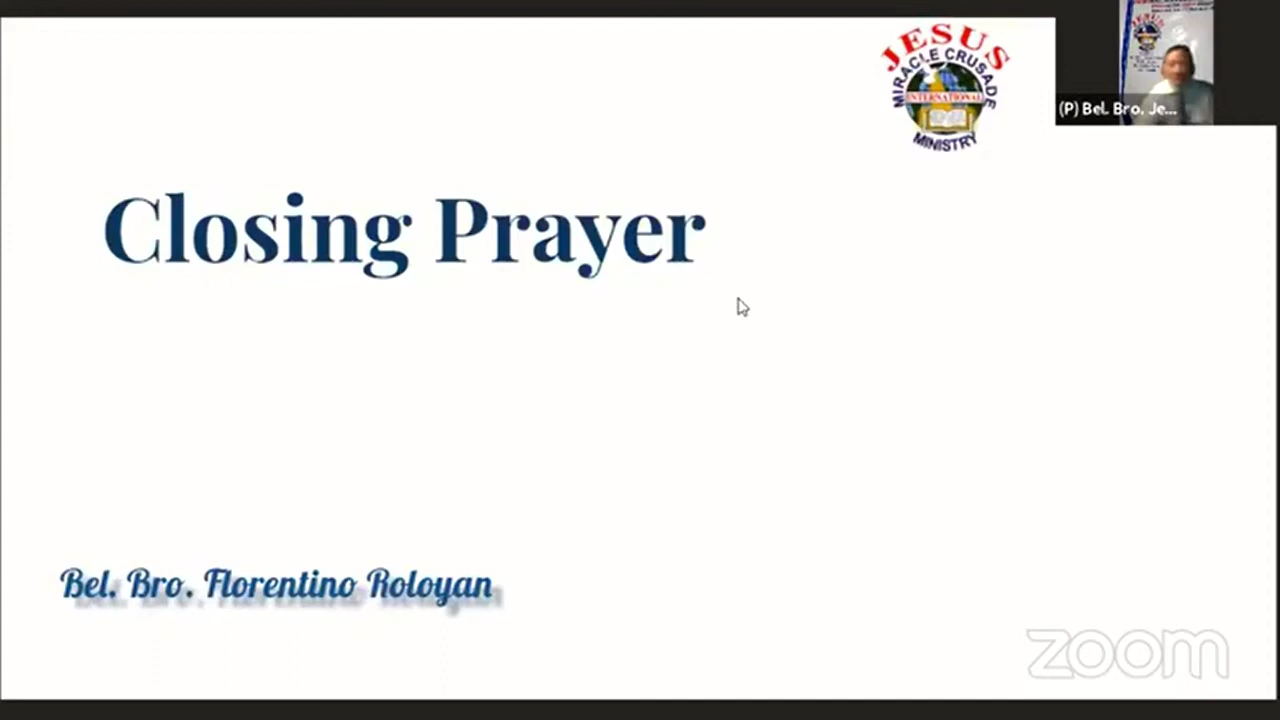 JESUS
MIRACLE CRUSADE
INTERNATIONAL
MINISTRY
(P) Bel. Bro. Je...
Closing Prayer
Bel. Bro. Florentino Roloyan
zoom